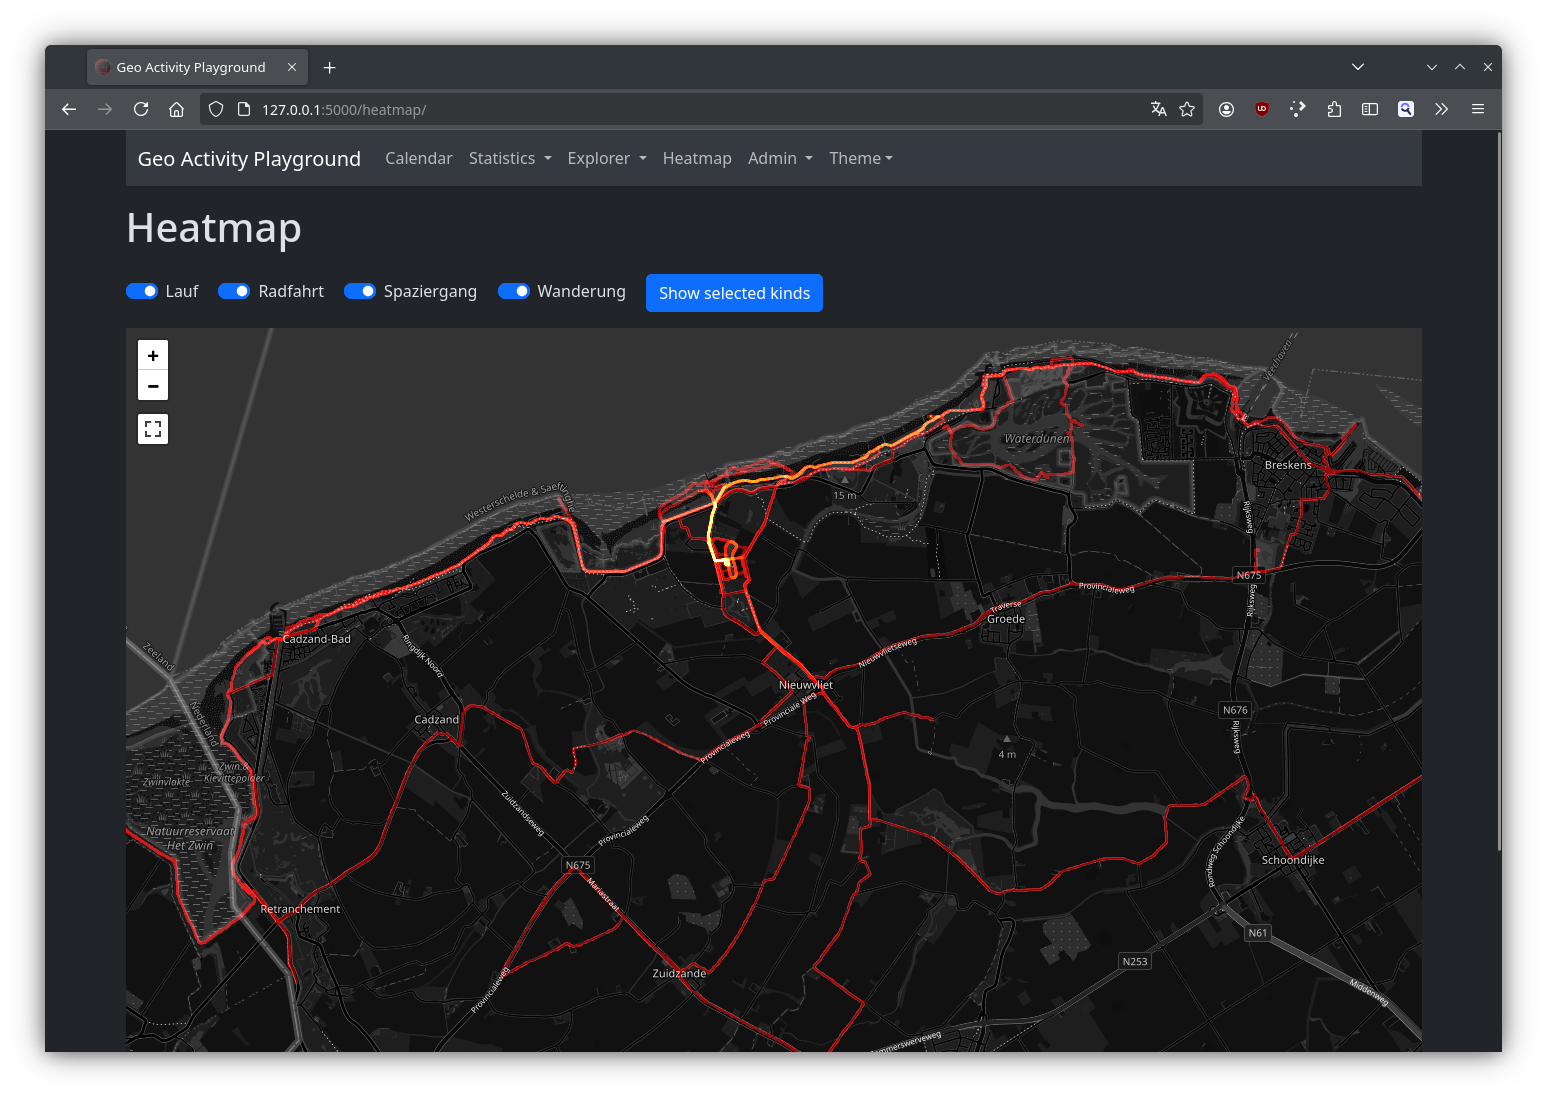 Geo Activity Playground
127.0.0.1:5000/heatmap/
Geo Activity Playground Calendar Statistics Explorer Heatmap Admin Theme
Heatmap
Lauf Radfahrt Spaziergang Wanderung Show selected kinds
+
−
Veerhaven
Waterdunen
Breskens
Westerschelde & Saeftinghe
15 m
Rijksweg
N675
Provincialeweg
Rijksweg
Traverse
Groede
Cadzand-Bad
Zeeland
Ringdijk Noord
Nieuwvlietseweg
Nieuwvliet
Provinciale Weg
N676
Nederland
Cadzand
Rijksweg
Provincialeweg
4 m
Zwin &
Kievittepolder
Zwinvlakte
Zuidzandseweg
Provincialeweg
Natuurreservaat
Het Zwin
Rondweg Schoondijke
Schoondijke
N675
Mariastraat
Retranchement
N61
N253
Zuidzande
Provincialeweg
Middenweg